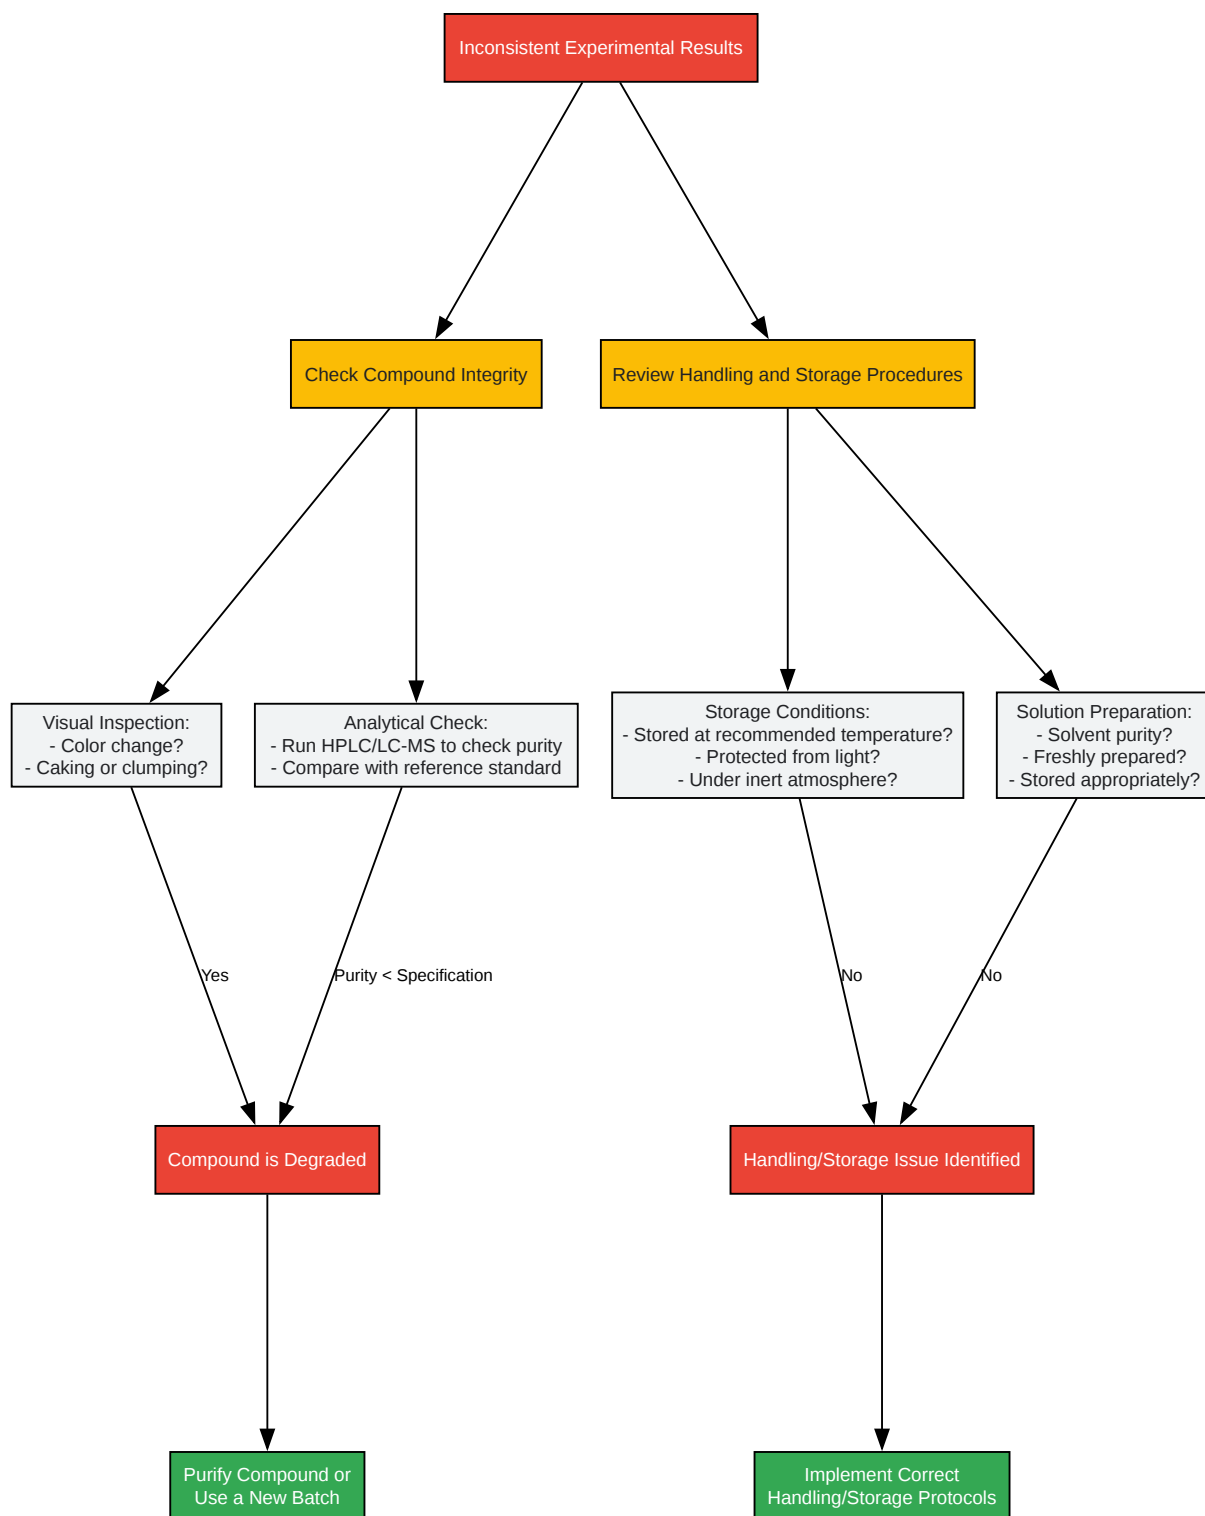 Inconsistent Experimental Results
Check Compound Integrity
Review Handling and Storage Procedures
Visual Inspection:
- Color change?
- Caking or clumping?
Analytical Check:
- Run HPLC/LC-MS to check purity
- Compare with reference standard
Storage Conditions:
- Stored at recommended temperature?
- Protected from light?
- Under inert atmosphere?
Solution Preparation:
- Solvent purity?
- Freshly prepared?
- Stored appropriately?
Yes
Purity < Specification
No
No
Compound is Degraded
Handling/Storage Issue Identified
Purify Compound or
Use a New Batch
Implement Correct
Handling/Storage Protocols